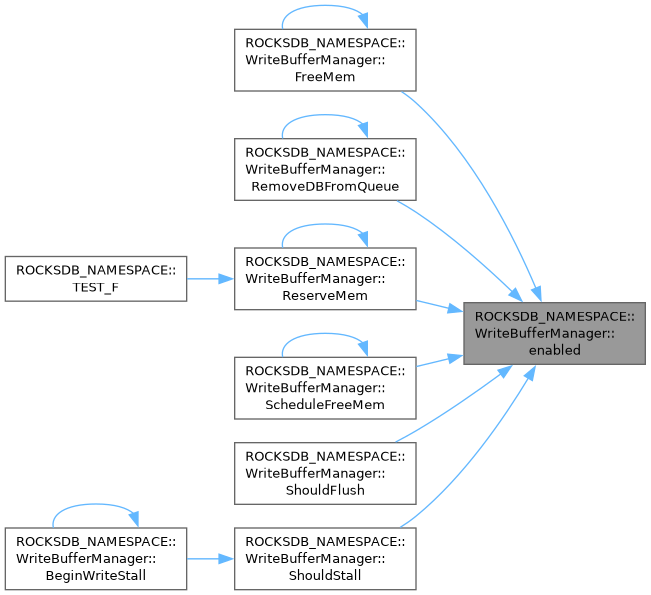 ROCKSDB_NAMESPACE::
WriteBufferManager::
FreeMem
ROCKSDB_NAMESPACE::
WriteBufferManager::
RemoveDBFromQueue
ROCKSDB_NAMESPACE::
TEST_F
ROCKSDB_NAMESPACE::
WriteBufferManager::
ReserveMem
ROCKSDB_NAMESPACE::
WriteBufferManager::
enabled
ROCKSDB_NAMESPACE::
WriteBufferManager::
ScheduleFreeMem
ROCKSDB_NAMESPACE::
WriteBufferManager::
ShouldFlush
ROCKSDB_NAMESPACE::
WriteBufferManager::
BeginWriteStall
ROCKSDB_NAMESPACE::
WriteBufferManager::
ShouldStall